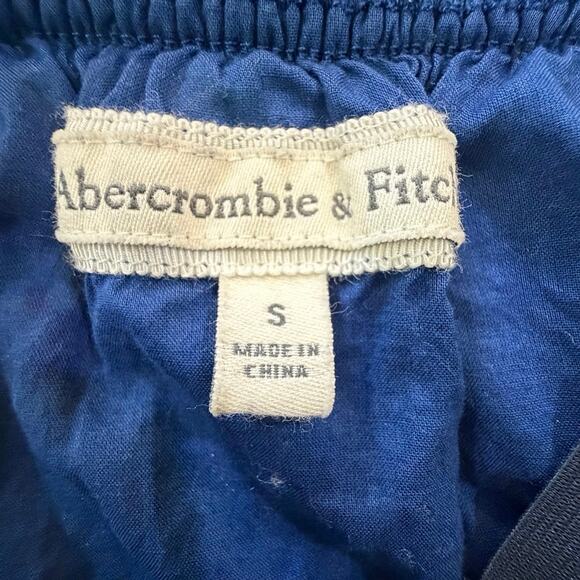 Abercrombie & Fitc
S
MADE IN
CHINA